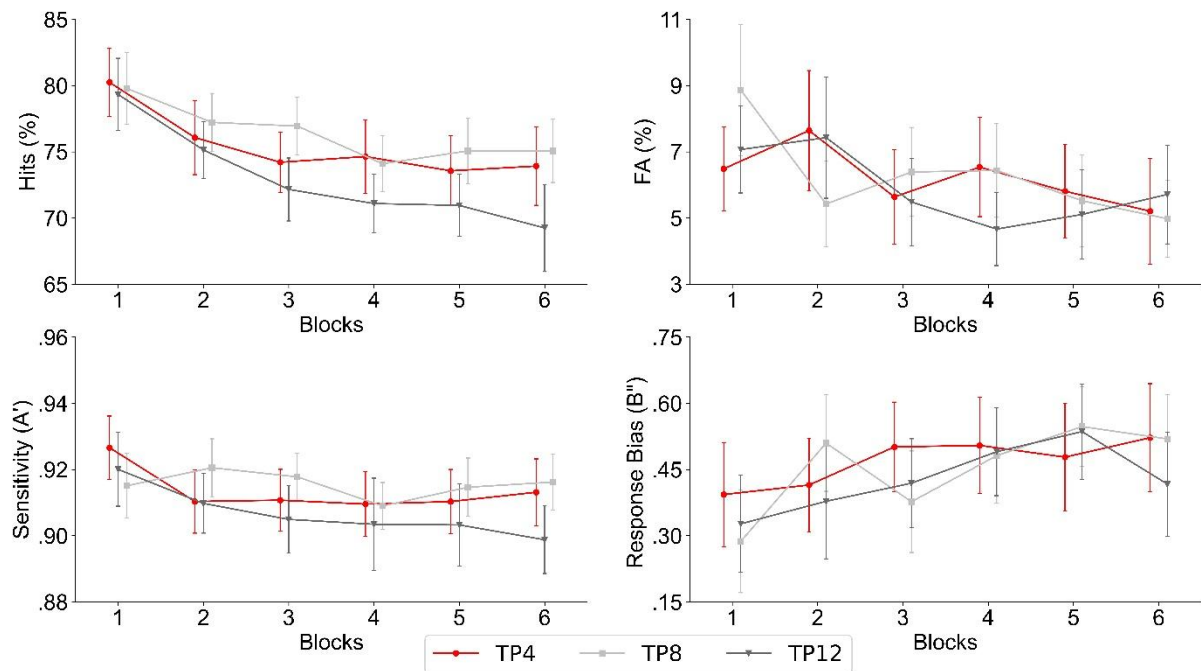 85
80
75
70
65
Hits (%)
1 2 3 4 5 6
Blocks
11
9
7
5
3
FA (%)
1 2 3 4 5 6
Blocks
.96
.94
.92
.90
.88
Sensitivity (A')
1 2 3 4 5 6
Blocks
.75
.60
.45
.30
.15
Response Bias (B")
1 2 3 4 5 6
Blocks
TP4 TP8 TP12